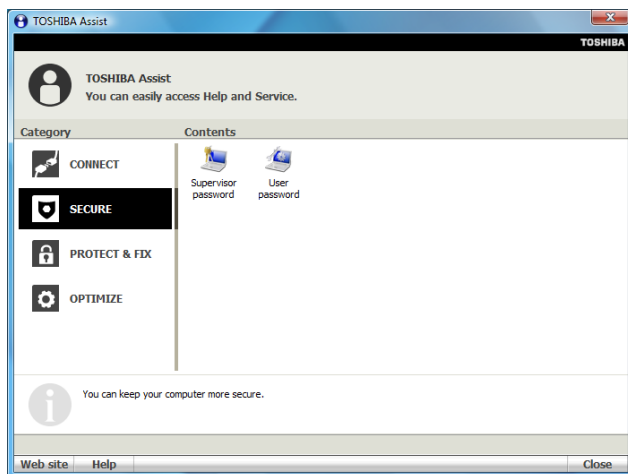 TOSHIBA Assist
TOSHIBA
TOSHIBA Assist
You can easily access Help and Service.
Category
Contents
CONNECT
SECURE
PROTECT & FIX
OPTIMIZE
Supervisor
password
User
password
You can keep your computer more secure.
Web site
Help
Close